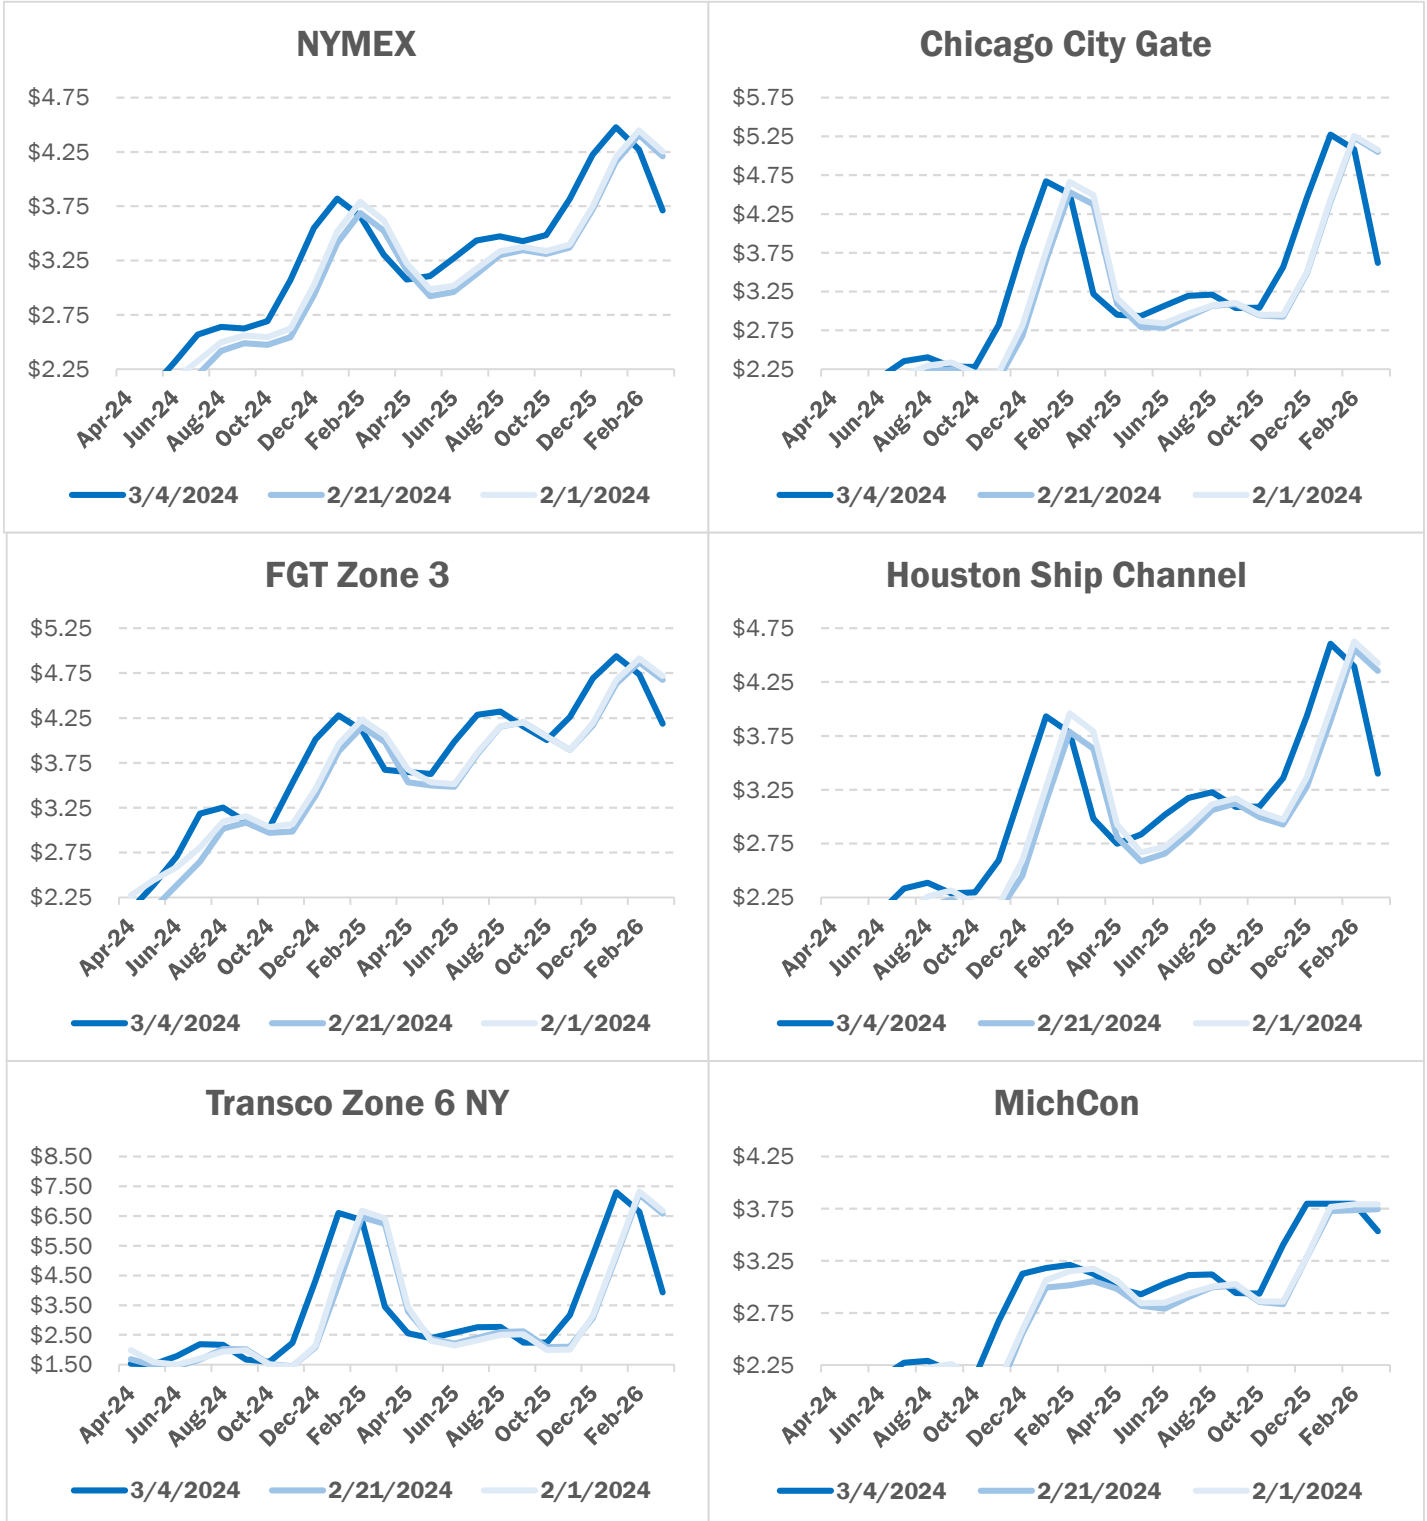 NYMEX
$4.75
$4.25
$3.75
$3.25
$2.75
$2.25
Apr-24 Jun-24 Aug-24 Oct-24 Dec-24 Feb-25 Apr-25 Jun-25 Aug-25 Oct-25 Dec-25 Feb-26
3/4/2024 2/21/2024 2/1/2024
Chicago City Gate
$5.75
$5.25
$4.75
$4.25
$3.75
$3.25
$2.75
$2.25
Apr-24 Jun-24 Aug-24 Oct-24 Dec-24 Feb-25 Apr-25 Jun-25 Aug-25 Oct-25 Dec-25 Feb-26
3/4/2024 2/21/2024 2/1/2024
FGT Zone 3
$5.25
$4.75
$4.25
$3.75
$3.25
$2.75
$2.25
Apr-24 Jun-24 Aug-24 Oct-24 Dec-24 Feb-25 Apr-25 Jun-25 Aug-25 Oct-25 Dec-25 Feb-26
3/4/2024 2/21/2024 2/1/2024
Houston Ship Channel
$4.75
$4.25
$3.75
$3.25
$2.75
$2.25
Apr-24 Jun-24 Aug-24 Oct-24 Dec-24 Feb-25 Apr-25 Jun-25 Aug-25 Oct-25 Dec-25 Feb-26
3/4/2024 2/21/2024 2/1/2024
Transco Zone 6 NY
$8.50
$7.50
$6.50
$5.50
$4.50
$3.50
$2.50
$1.50
Apr-24 Jun-24 Aug-24 Oct-24 Dec-24 Feb-25 Apr-25 Jun-25 Aug-25 Oct-25 Dec-25 Feb-26
3/4/2024 2/21/2024 2/1/2024
MichCon
$4.25
$3.75
$3.25
$2.75
$2.25
Apr-24 Jun-24 Aug-24 Oct-24 Dec-24 Feb-25 Apr-25 Jun-25 Aug-25 Oct-25 Dec-25 Feb-26
3/4/2024 2/21/2024 2/1/2024